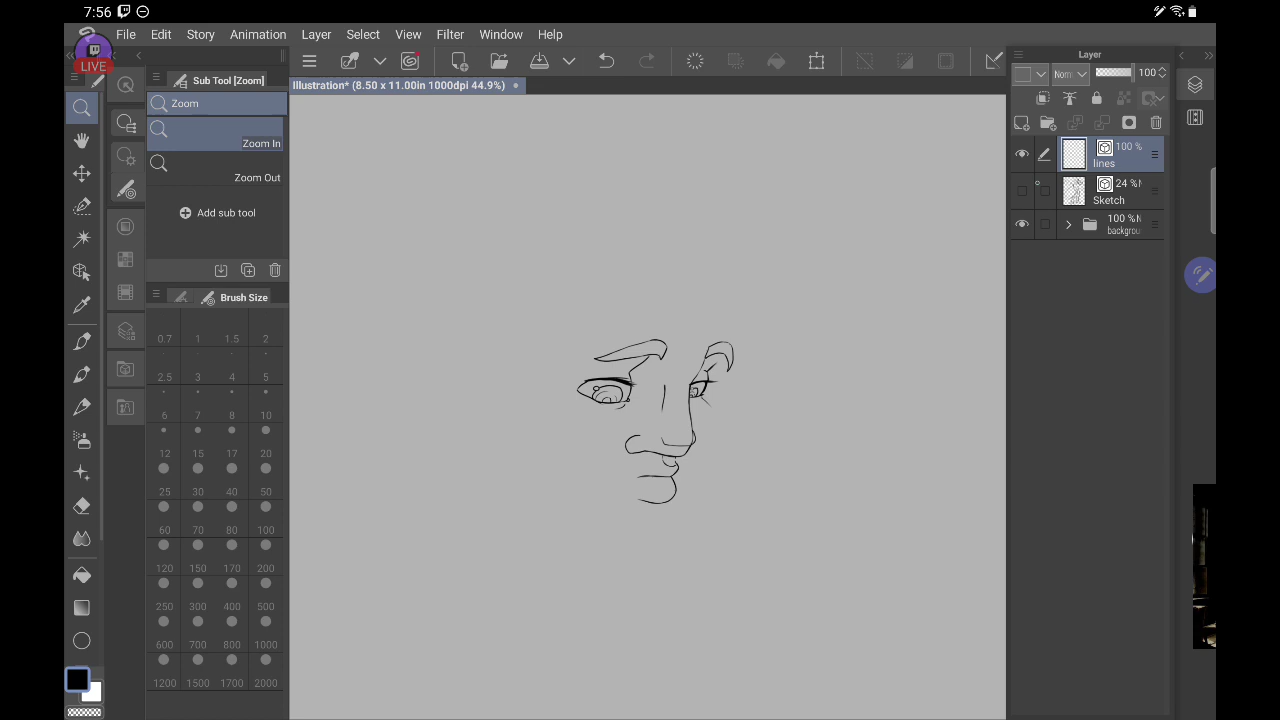 7:56
File Edit Story Animation Layer Select View Filter Window Help
LIVE
Sub Tool [Zoom]
Illustration* (8.50 x 11.00in 1000dpi 44.9%)
Zoom
Zoom In
Zoom Out
Add sub tool
Brush Size
0.7 1 1.5 2
2.5 3 4 5
6 7 8 10
12 15 17 20
25 30 40 50
60 70 80 100
120 150 170 200
250 300 400 500
600 700 800 1000
1200 1500 1700 2000
Layer
Norn 100
100 %
lines
24 %
Sketch
100 %N
backgrou